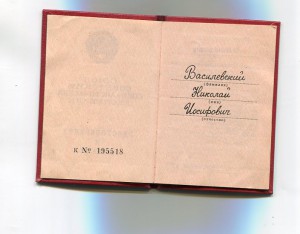 к № 195518
Василевский
(фамилия)
Николай
(имя)
Иосифович
(отчество)